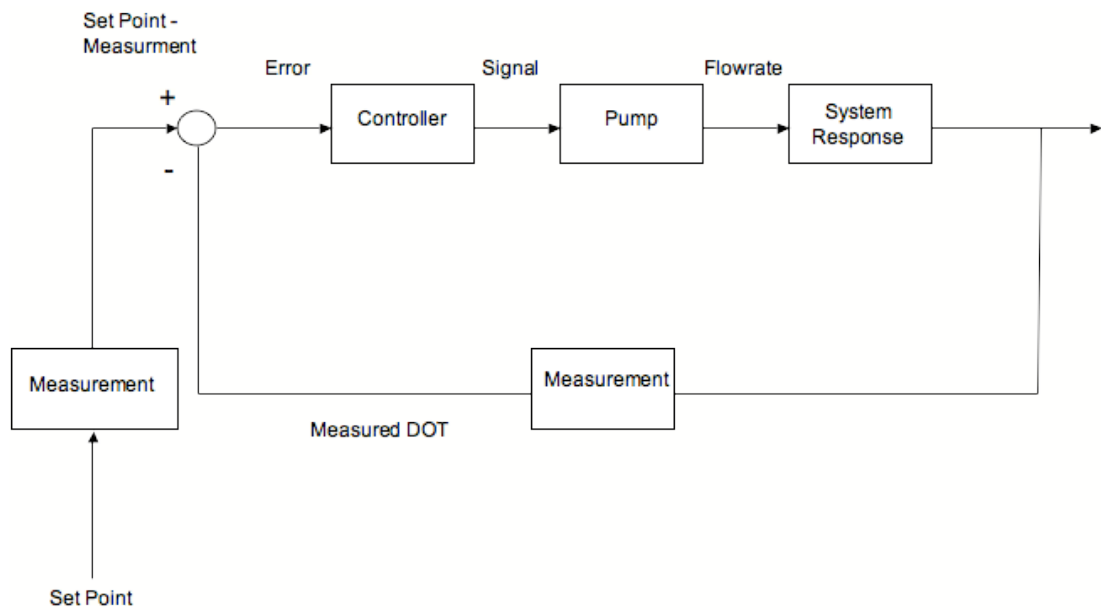 Set Point -
Measurment
Error
Signal
Flowrate
+
-
Controller
Pump
System
Response
Measurement
Measurement
Measured DOT
Set Point